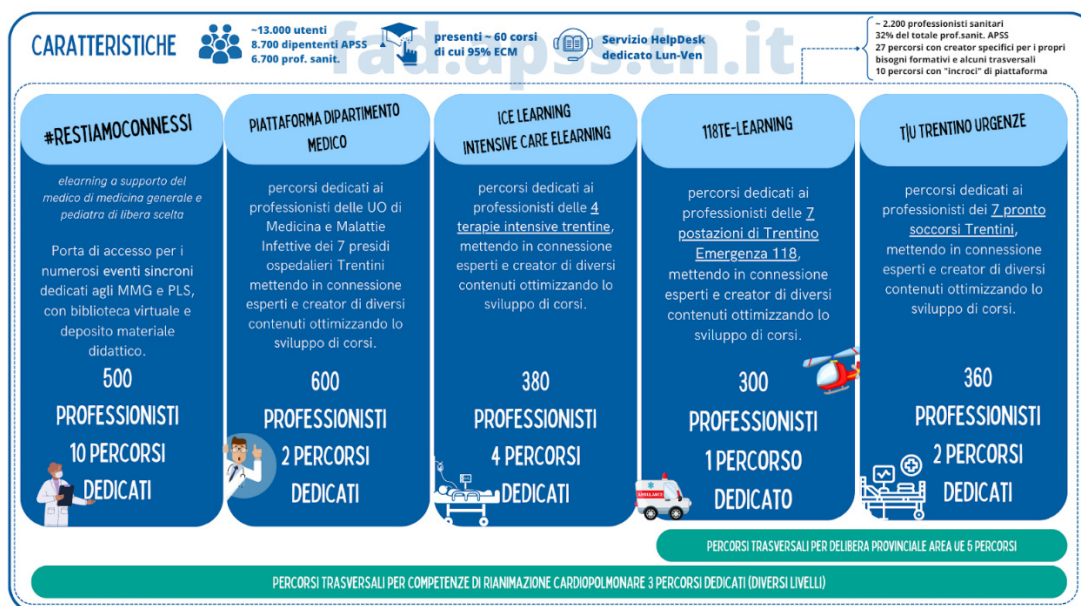 fad.apss.tn.it
CARATTERISTICHE
~13.000 utenti
8.700 dipententi APSS
6.700 prof. sanit.
presenti ~ 60 corsi
di cui 95% ECM
Servizio HelpDesk
dedicato Lun-Ven
~ 2.200 professionisti sanitari
32% del totale prof.sanit. APSS
27 percorsi con creator specifici per i propri
bisogni formativi e alcuni trasversali
10 percorsi con "incroci" di piattaforma
#RESTIAMOCONNESSI
elearning a supporto del
medico di medicina generale e
pediatra di libera scelta
Porta di accesso per i
numerosi eventi sincroni
dedicati agli MMG e PLS,
con biblioteca virtuale e
deposito materiale
didattico.
500
PROFESSIONISTI
10 PERCORSI
DEDICATI
PIATTAFORMA DIPARTIMENTO
MEDICO
percorsi dedicati ai
professionisti delle UO di
Medicina e Malattie
Infettive dei 7 presidi
ospedalieri Trentini
mettendo in connessione
esperti e creator di diversi
contenuti ottimizzando lo
sviluppo di corsi.
600
PROFESSIONISTI
2 PERCORSI
DEDICATI
ICE LEARNING
INTENSIVE CARE ELEARNING
percorsi dedicati ai
professionisti delle 4
terapie intensive trentine,
mettendo in connessione
esperti e creator di diversi
contenuti ottimizzando lo
sviluppo di corsi.
380
PROFESSIONISTI
4 PERCORSI
DEDICATI
118TE-LEARNING
percorsi dedicati ai
professionisti delle 7
postazioni di Trentino
Emergenza 118,
mettendo in connessione
esperti e creator di diversi
contenuti ottimizzando lo
sviluppo di corsi.
300
PROFESSIONISTI
1 PERCORSO
DEDICATO
AMBULANCE
T|U TRENTINO URGENZE
percorsi dedicati ai
professionisti dei 7 pronto
soccorsi Trentini,
mettendo in connessione
esperti e creator di diversi
contenuti ottimizzando lo
sviluppo di corsi.
360
PROFESSIONISTI
2 PERCORSI
DEDICATI
PERCORSI TRASVERSALI PER DELIBERA PROVINCIALE AREA UE 5 PERCORSI
PERCORSI TRASVERSALI PER COMPETENZE DI RIANIMAZIONE CARDIOPOLMONARE 3 PERCORSI DEDICATI (DIVERSI LIVELLI)